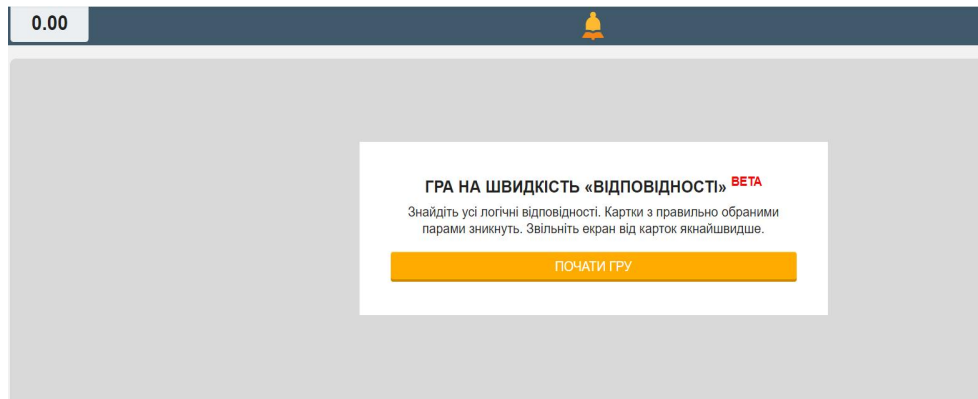 0.00
ГРА НА ШВИДКІСТЬ «ВІДПОВІДНОСТІ» BETA
Знайдіть усі логічні відповідності. Картки з правильно обраними
парами зникнуть. Звільніть екран від карток якнайшвидше.
ПОЧАТИ ГРУ